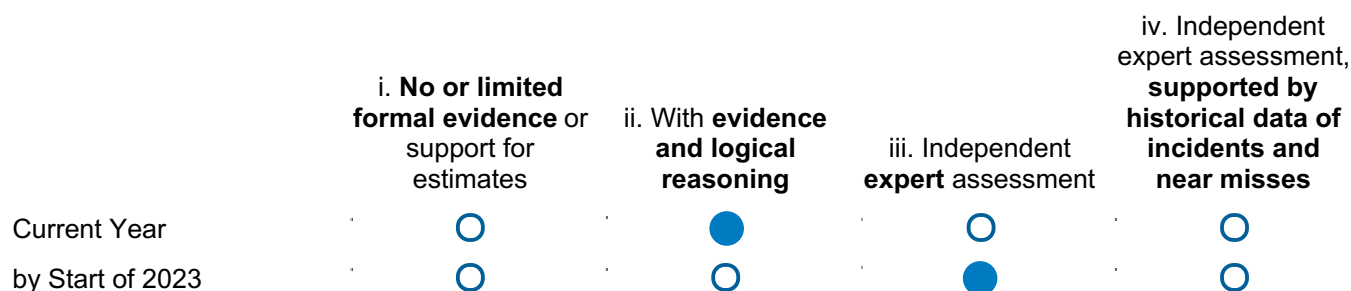 i. No or limited
formal evidence or
support for
estimates
ii. With evidence
and logical
reasoning
iii. Independent
expert assessment
iv. Independent
expert assessment,
supported by
historical data of
incidents and
near misses
Current Year
by Start of 2023